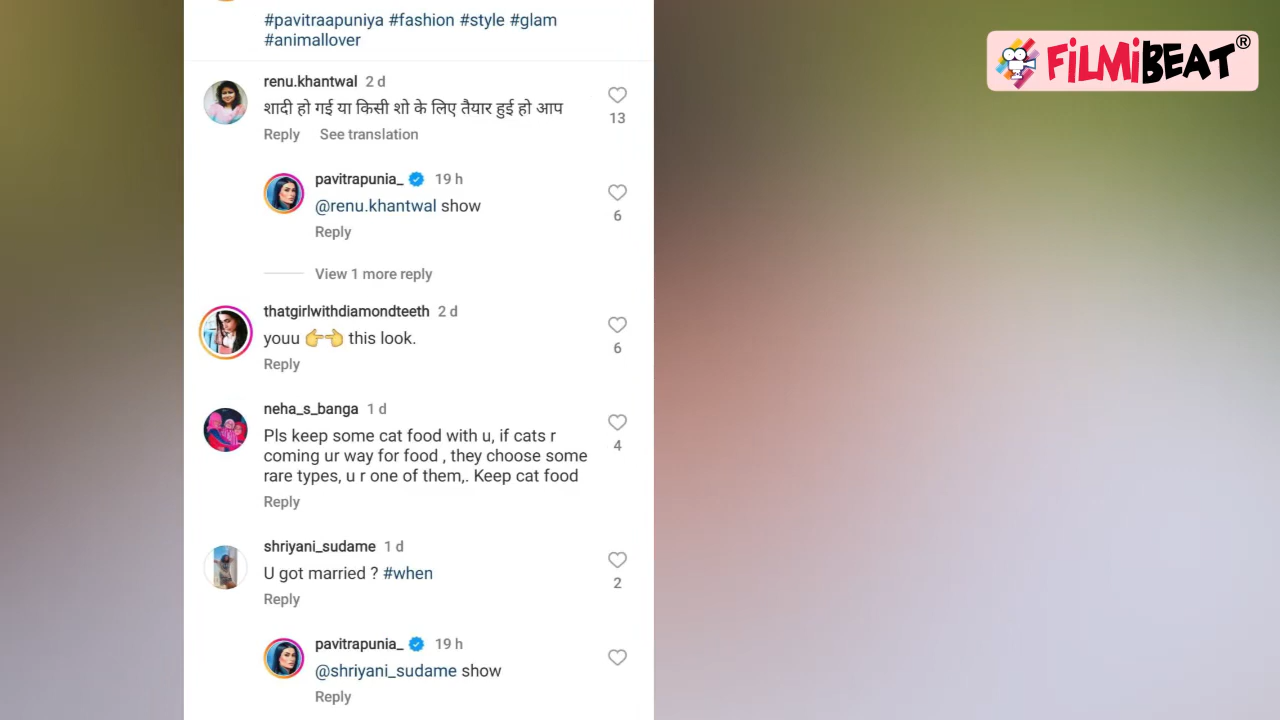 #pavitraapuniya #fashion #style #glam
#animallover
FILMIBEAT®
renu.khantwal 2 d
शादी हो गई या किसी शो के लिए तैयार हुई हो आप
13
Reply See translation
pavitrapunia_ 19 h
@renu.khantwal show
6
Reply
View 1 more reply
thatgirlwithdiamondteeth 2 d
youu 👉👈 this look.
6
Reply
neha_s_banga 1 d
Pls keep some cat food with u, if cats r
coming ur way for food , they choose some
rare types, u r one of them,. Keep cat food
4
Reply
shriyani_sudame 1 d
U got married ? #when
2
Reply
pavitrapunia_ 19 h
@shriyani_sudame show
Reply